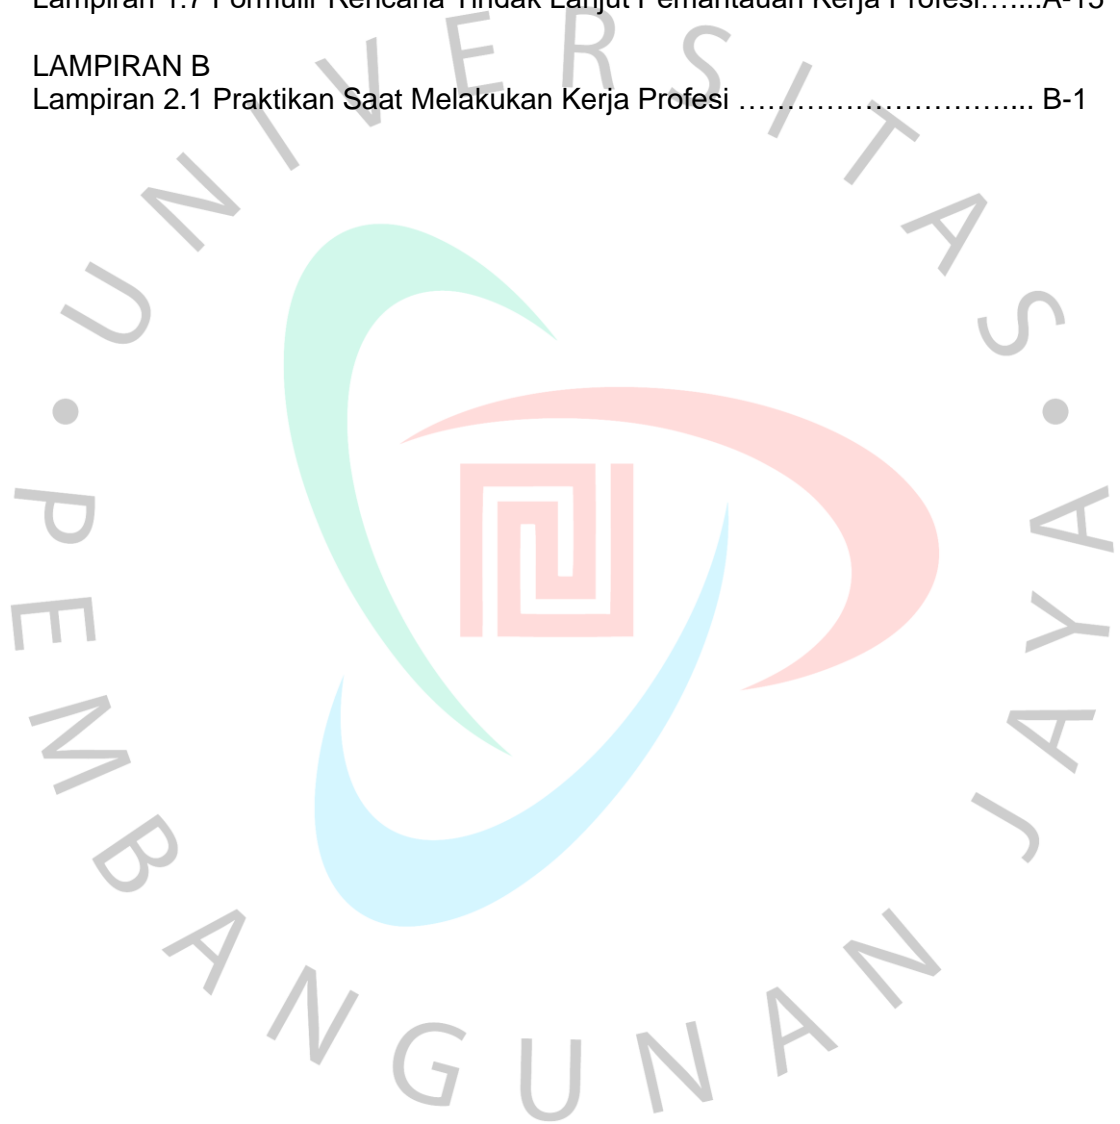 Lampiran 1.7 Formulir Rencana Tindak Lanjut Pemantauan Kerja Profesi…....A-15
LAMPIRAN B
Lampiran 2.1 Praktikan Saat Melakukan Kerja Profesi ……………………….... B-1
UNIVERSITAS
• PEMBANGUNAN JAYA •